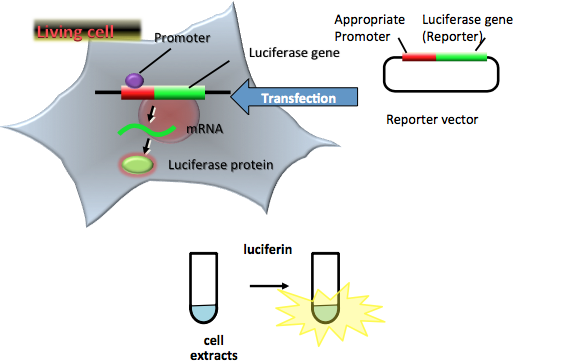 Living cell
Promoter
Luciferase gene
Transfection
mRNA
Luciferase protein
Appropriate
Promoter
Luciferase gene
(Reporter)
Reporter vector
luciferin
cell
extracts